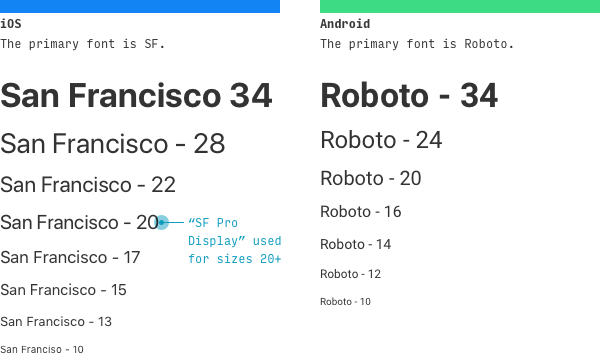 iOS
The primary font is SF.
San Francisco 34
San Francisco - 28
San Francisco - 22
San Francisco - 20
“SF Pro
Display” used
for sizes 20+
San Francisco - 17
San Francisco - 15
San Francisco - 13
San Franciso - 10
Android
The primary font is Roboto.
Roboto - 34
Roboto - 24
Roboto - 20
Roboto - 16
Roboto - 14
Roboto - 12
Roboto - 10